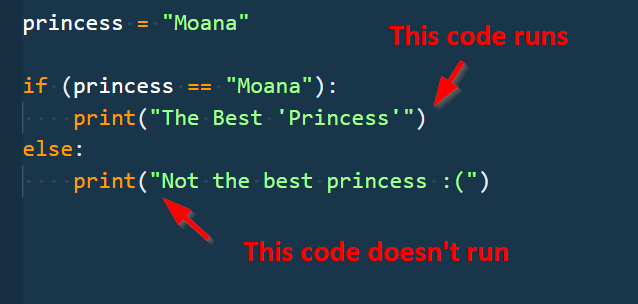 princess = "Moana"
This code runs
if (princess == "Moana"):
    print("The Best 'Princess'")
else:
    print("Not the best princess :(")
This code doesn't run